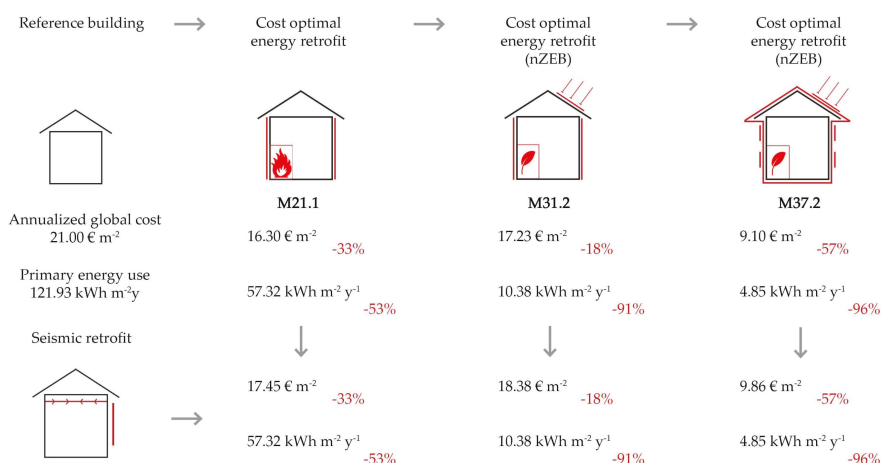 Reference building
Cost optimal
energy retrofit
Cost optimal
energy retrofit
(nZEB)
Cost optimal
energy retrofit
(nZEB)
M21.1
M31.2
M37.2
Annualized global cost
21.00 € m⁻²
16.30 € m⁻²
-33%
17.23 € m⁻²
-18%
9.10 € m⁻²
-57%
Primary energy use
121.93 kWh m⁻²y
57.32 kWh m⁻² y⁻¹
-53%
10.38 kWh m⁻² y⁻¹
-91%
4.85 kWh m⁻² y⁻¹
-96%
Seismic retrofit
17.45 € m⁻²
-33%
18.38 € m⁻²
-18%
9.86 € m⁻²
-57%
57.32 kWh m⁻² y⁻¹
-53%
10.38 kWh m⁻² y⁻¹
-91%
4.85 kWh m⁻² y⁻¹
-96%